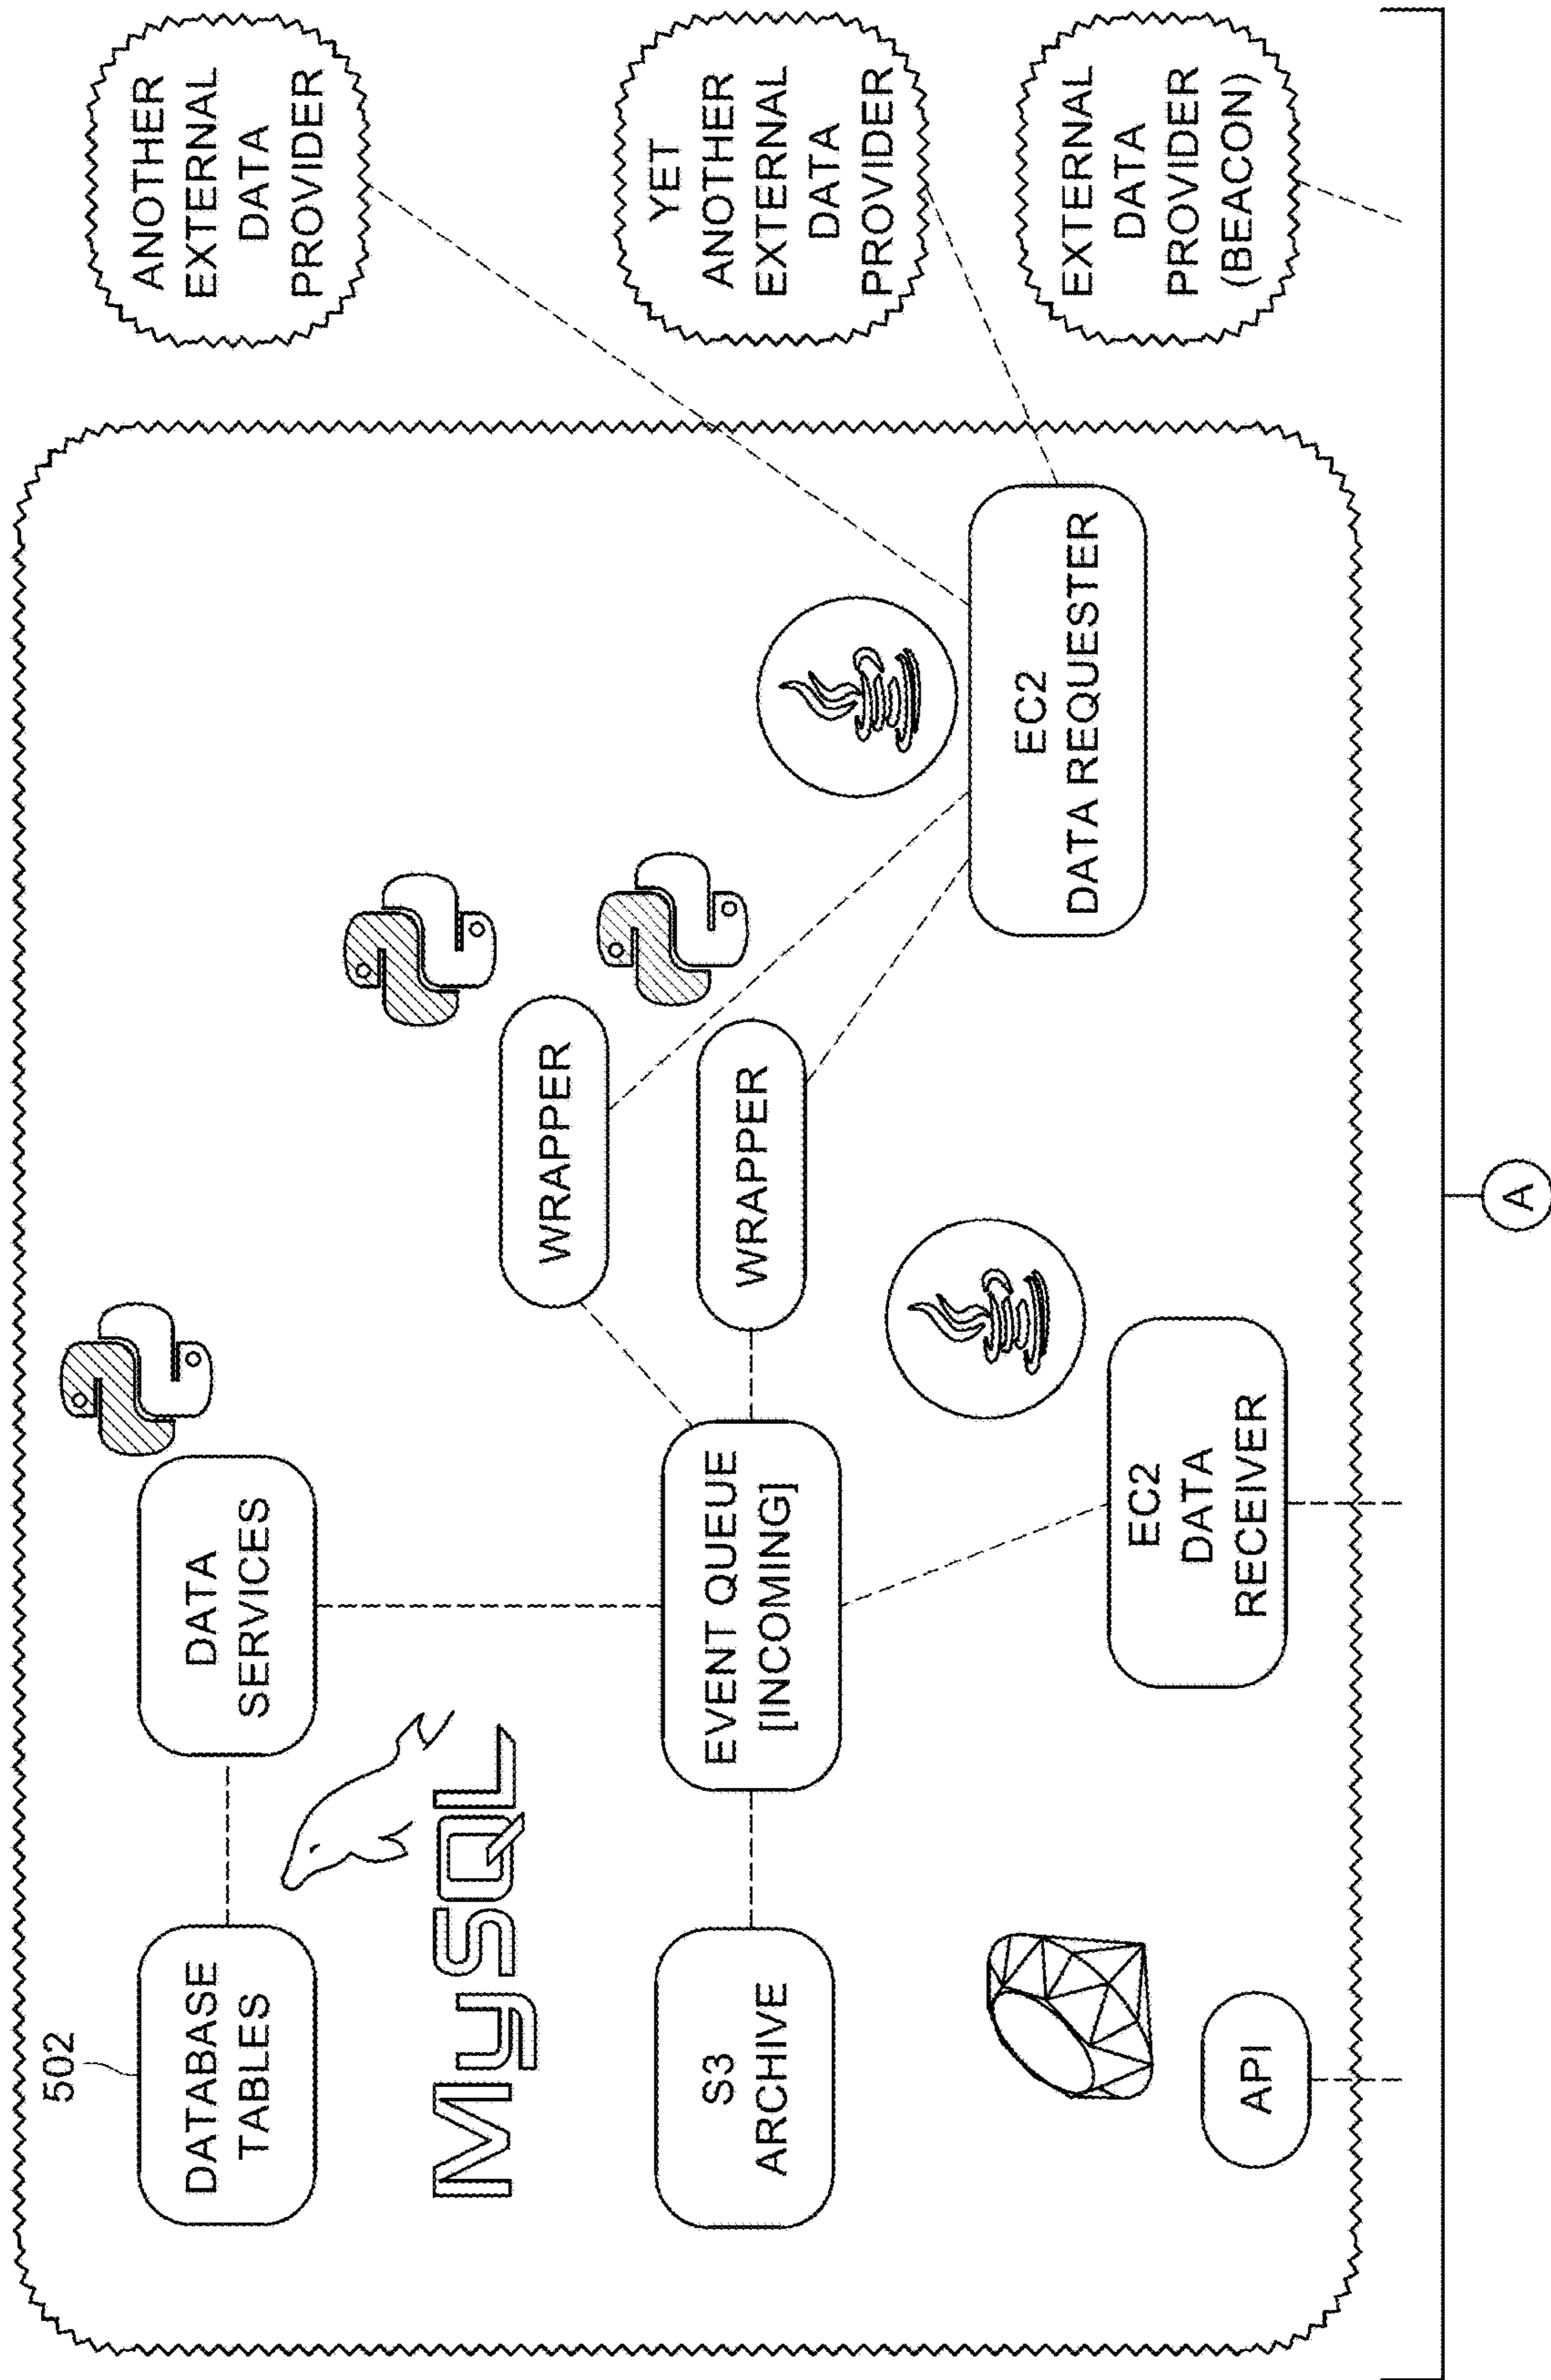 502
DATABASE
TABLES
DATA
SERVICES
MySQL
S3
ARCHIVE
EVENT QUEUE
[INCOMING]
WRAPPER
WRAPPER
API
EC2
DATA
RECEIVER
EC2
DATA REQUESTER
ANOTHER
EXTERNAL
DATA
PROVIDER
YET
ANOTHER
EXTERNAL
DATA
PROVIDER
EXTERNAL
DATA
PROVIDER
(BEACON)
A